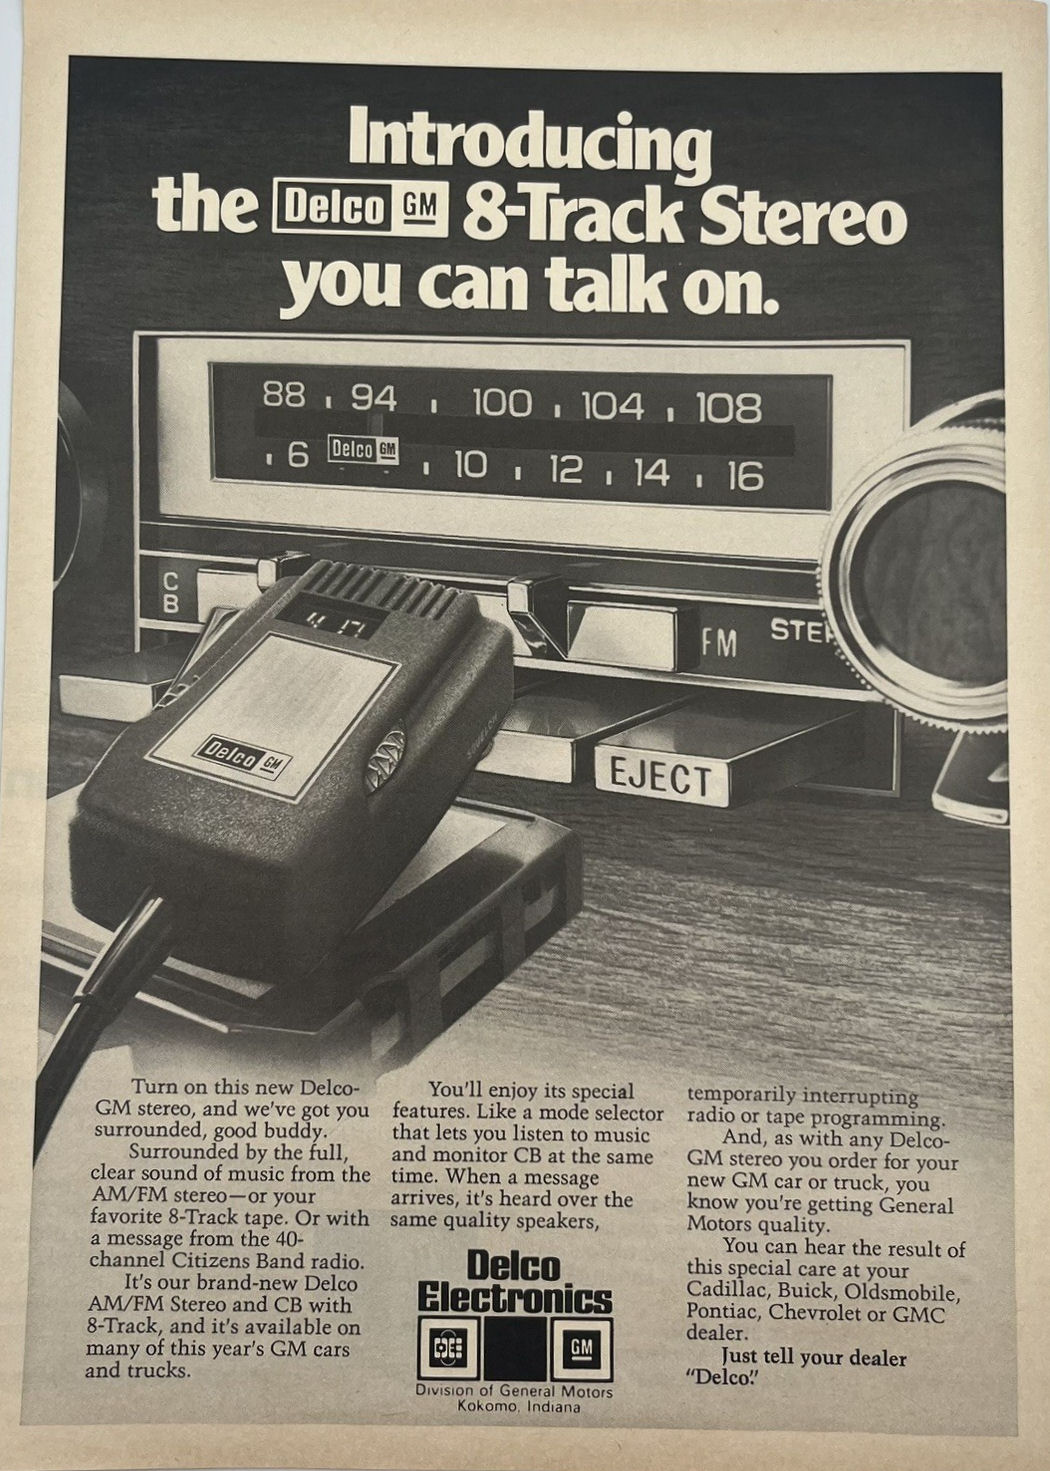 Introducing
the Delco GM 8-Track Stereo
you can talk on.
88 94 100 104 108
6 Delco GM 10 12 14 16
C
B
FM STER
Delco GM
EJECT
Turn on this new Delco-
GM stereo, and we've got you
surrounded, good buddy.
Surrounded by the full,
clear sound of music from the
AM/FM stereo—or your
favorite 8-Track tape. Or with
a message from the 40-
channel Citizens Band radio.
It's our brand-new Delco
AM/FM Stereo and CB with
8-Track, and it's available on
many of this year's GM cars
and trucks.
You'll enjoy its special
features. Like a mode selector
that lets you listen to music
and monitor CB at the same
time. When a message
arrives, it's heard over the
same quality speakers,
temporarily interrupting
radio or tape programming.
And, as with any Delco-
GM stereo you order for your
new GM car or truck, you
know you're getting General
Motors quality.
You can hear the result of
this special care at your
Cadillac, Buick, Oldsmobile,
Pontiac, Chevrolet or GMC
dealer.
Just tell your dealer
"Delco."
Delco
Electronics
DE GM
Division of General Motors
Kokomo, Indiana